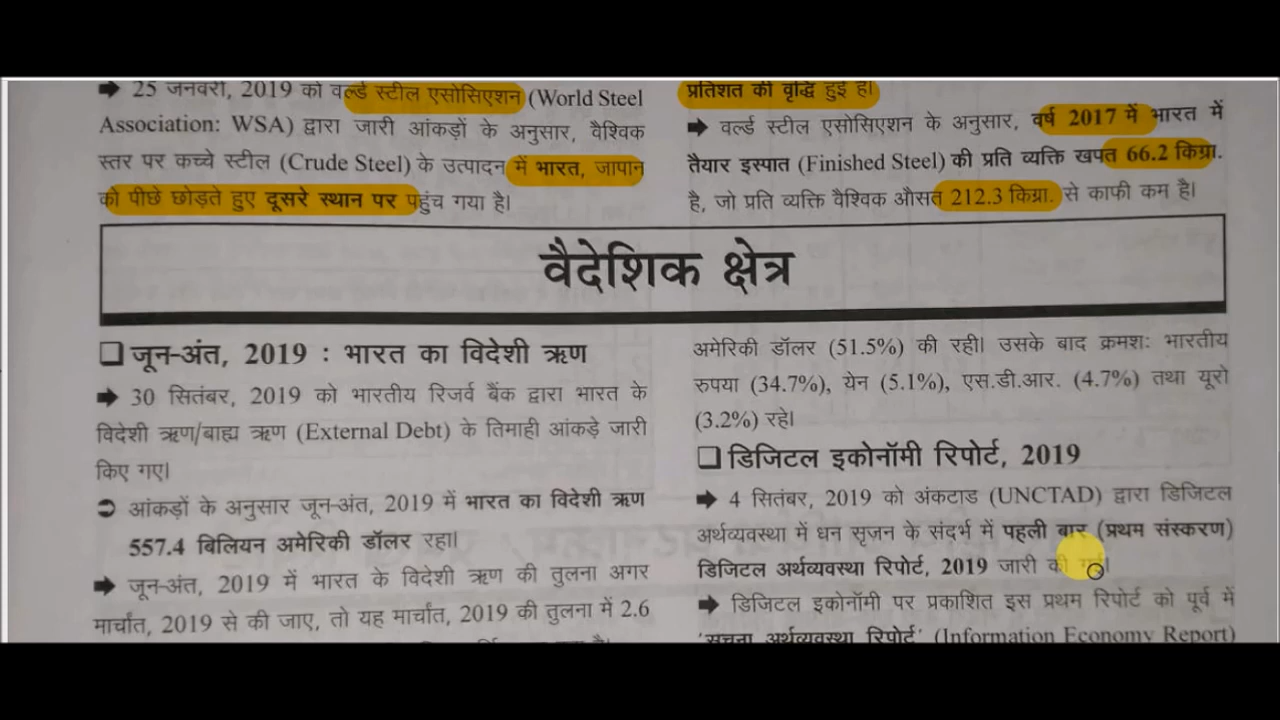 ➡ 25 जनवरी, 2019 को वर्ल्ड स्टील एसोसिएशन (World Steel
Association: WSA) द्वारा जारी आंकड़ों के अनुसार, वैश्विक
स्तर पर कच्चे स्टील (Crude Steel) के उत्पादन में भारत, जापान
को पीछे छोड़ते हुए दूसरे स्थान पर पहुंच गया है।
प्रतिशत की वृद्धि हुई है।
➡ वर्ल्ड स्टील एसोसिएशन के अनुसार, वर्ष 2017 में भारत में
तैयार इस्पात (Finished Steel) की प्रति व्यक्ति खपत 66.2 किग्रा.
है, जो प्रति व्यक्ति वैश्विक औसत 212.3 किग्रा. से काफी कम है।
वैदेशिक क्षेत्र
❑ जून-अंत, 2019 : भारत का विदेशी ऋण
➡ 30 सितंबर, 2019 को भारतीय रिजर्व बैंक द्वारा भारत के
विदेशी ऋण/बाह्य ऋण (External Debt) के तिमाही आंकड़े जारी
किए गए।
➲ आंकड़ों के अनुसार जून-अंत, 2019 में भारत का विदेशी ऋण
557.4 बिलियन अमेरिकी डॉलर रहा।
➡ जून-अंत, 2019 में भारत के विदेशी ऋण की तुलना अगर
मार्चांत, 2019 से की जाए, तो यह मार्चांत, 2019 की तुलना में 2.6
अमेरिकी डॉलर (51.5%) की रही। उसके बाद क्रमशः भारतीय
रुपया (34.7%), येन (5.1%), एस.डी.आर. (4.7%) तथा यूरो
(3.2%) रहे।
❑ डिजिटल इकोनॉमी रिपोर्ट, 2019
➡ 4 सितंबर, 2019 को अंकटाड (UNCTAD) द्वारा डिजिटल
अर्थव्यवस्था में धन सृजन के संदर्भ में पहली बार (प्रथम संस्करण)
डिजिटल अर्थव्यवस्था रिपोर्ट, 2019 जारी की गई।
➡ डिजिटल इकोनॉमी पर प्रकाशित इस प्रथम रिपोर्ट को पूर्व में
'सूचना अर्थव्यवस्था रिपोर्ट' (Information Economy Report)